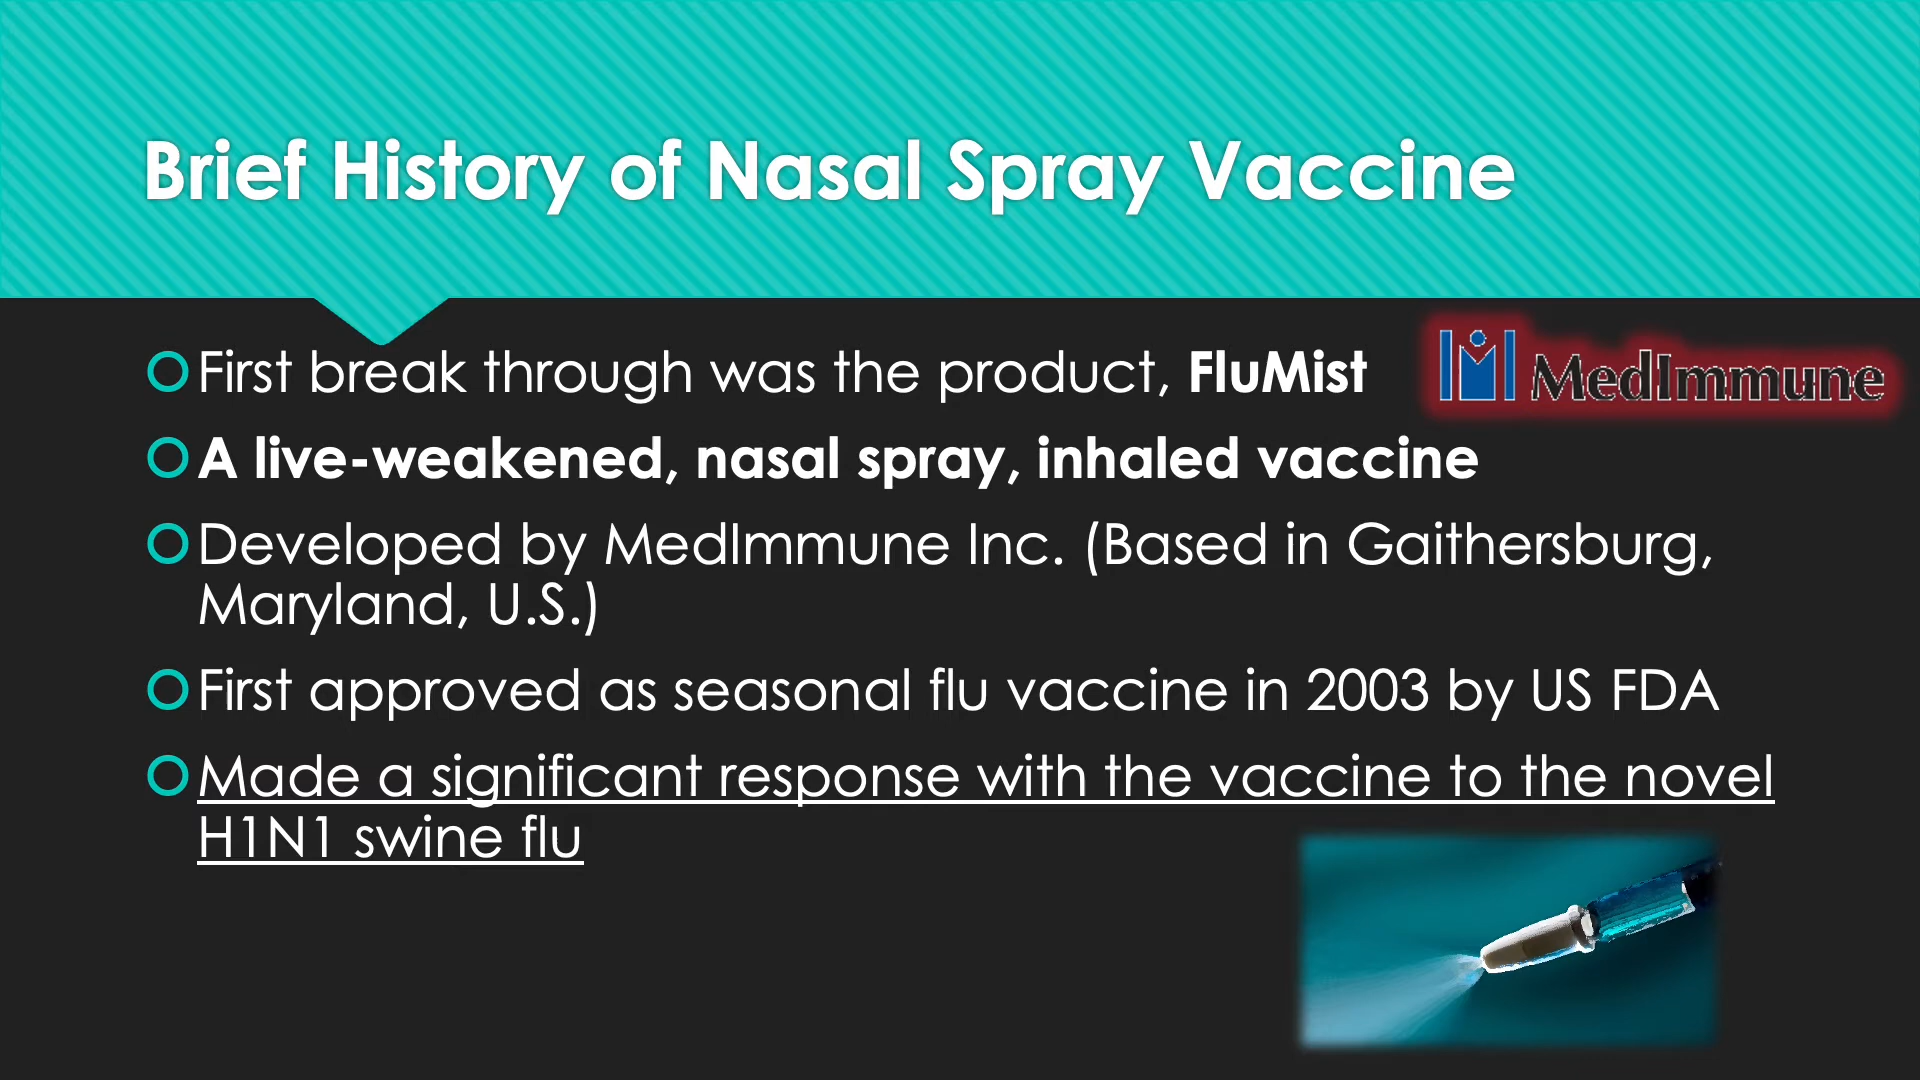 Brief History of Nasal Spray Vaccine
First break through was the product, FluMist
MedImmune
A live-weakened, nasal spray, inhaled vaccine
Developed by MedImmune Inc. (Based in Gaithersburg,
Maryland, U.S.)
First approved as seasonal flu vaccine in 2003 by US FDA
Made a significant response with the vaccine to the novel
H1N1 swine flu